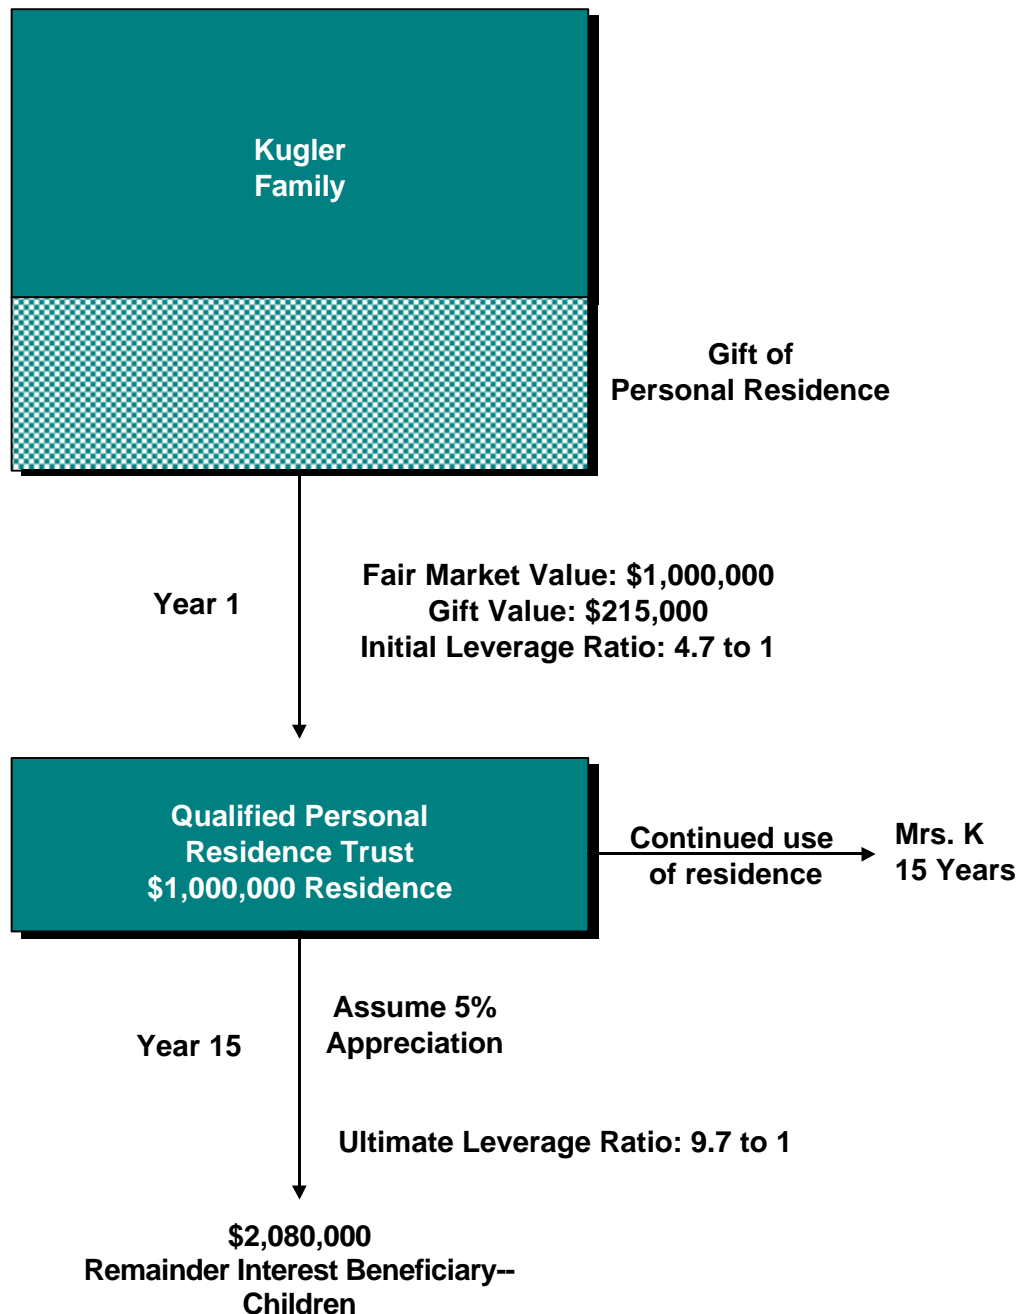 Kugler
Family
Gift of
Personal Residence
Year 1
Fair Market Value: $1,000,000
Gift Value: $215,000
Initial Leverage Ratio: 4.7 to 1
Qualified Personal
Residence Trust
$1,000,000 Residence
Continued use
of residence
Mrs. K
15 Years
Year 15
Assume 5%
Appreciation
Ultimate Leverage Ratio: 9.7 to 1
$2,080,000
Remainder Interest Beneficiary--
Children